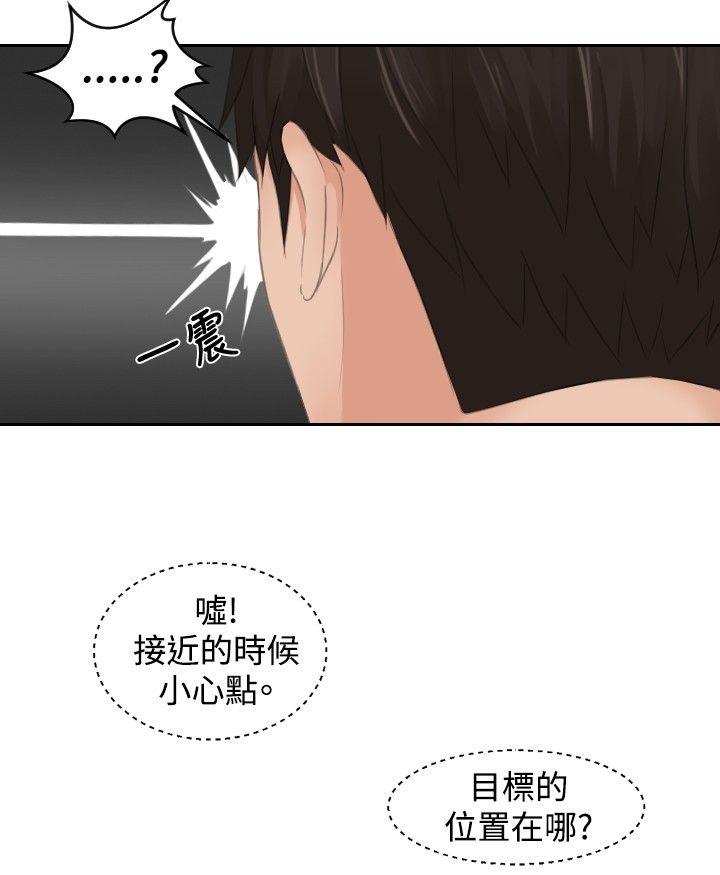 .....?
一震
噓!
接近的時候
小心點。
目標的
位置在哪?